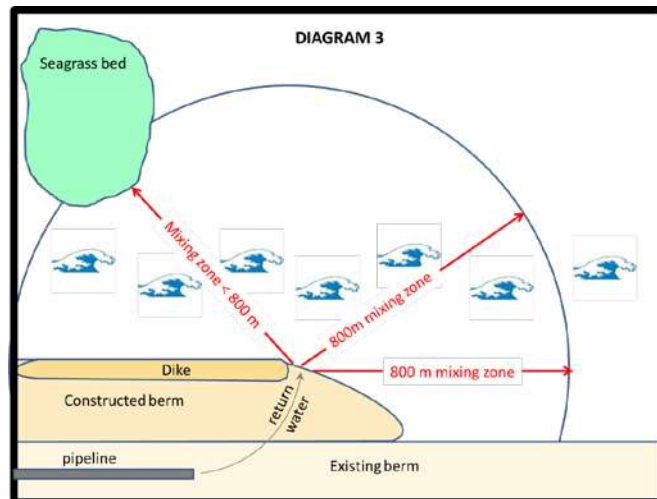 DIAGRAM 3
Seagrass bed
Mixing zone < 800 m
800m mixing zone
800 m mixing zone
Dike
Constructed berm
return
water
pipeline
Existing berm